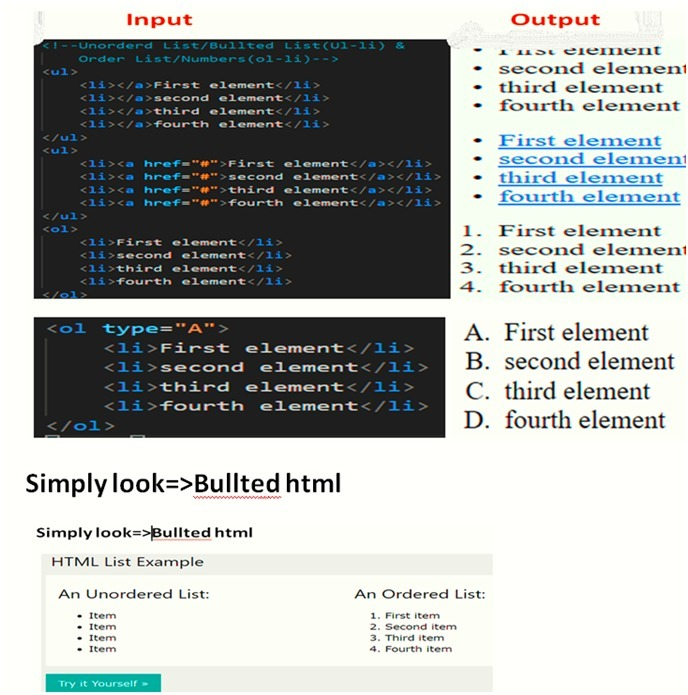 Input
Output
<!--Unorderd List/Bullted List(Ul-li) &
Order List/Numbers(ol-li)-->
<ul>
<li></a>First element</li>
<li></a>second element</li>
<li></a>third element</li>
<li></a>fourth element</li>
</ul>
<ul>
<li><a href="#">First element</a></li>
<li><a href="#">second element</a></li>
<li><a href="#">third element</a></li>
<li><a href="#">fourth element</a></li>
</ul>
<ol>
<li>First element</li>
<li>second element</li>
<li>third element</li>
<li>fourth element</li>
</ol>
• First element
• second element
• third element
• fourth element
• First element
• second element
• third element
• fourth element
1. First element
2. second element
3. third element
4. fourth element
<ol type="A">
<li>First element</li>
<li>second element</li>
<li>third element</li>
<li>fourth element</li>
</ol>
A. First element
B. second element
C. third element
D. fourth element
Simply look=>Bullted html
Simply look=>Bullted html
HTML List Example
An Unordered List:
• Item
• Item
• Item
• Item
An Ordered List:
1. First item
2. Second item
3. Third item
4. Fourth item
Try it Yourself »